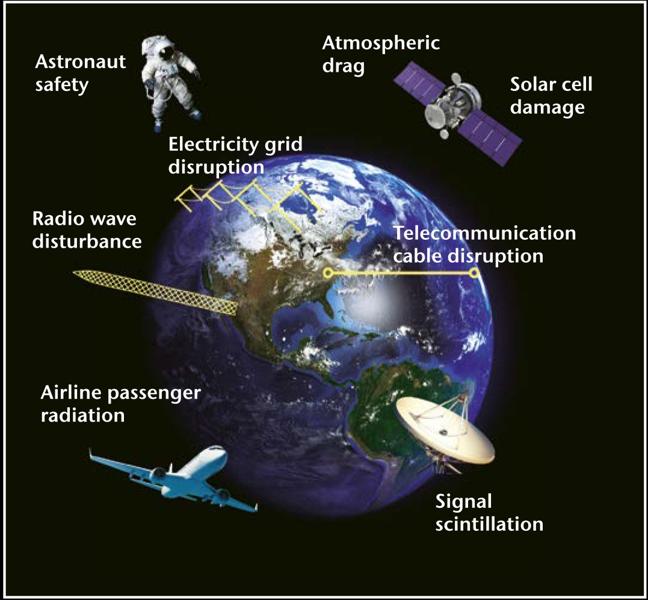 Astronaut
safety
Atmospheric
drag
Solar cell
damage
Electricity grid
disruption
Radio wave
disturbance
Telecommunication
cable disruption
Airline passenger
radiation
Signal
scintillation